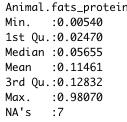 Animal.fats_protein
Min.   :0.00540
1st Qu.:0.02470
Median :0.05655
Mean   :0.11461
3rd Qu.:0.12832
Max.   :0.98070
NA's   :7